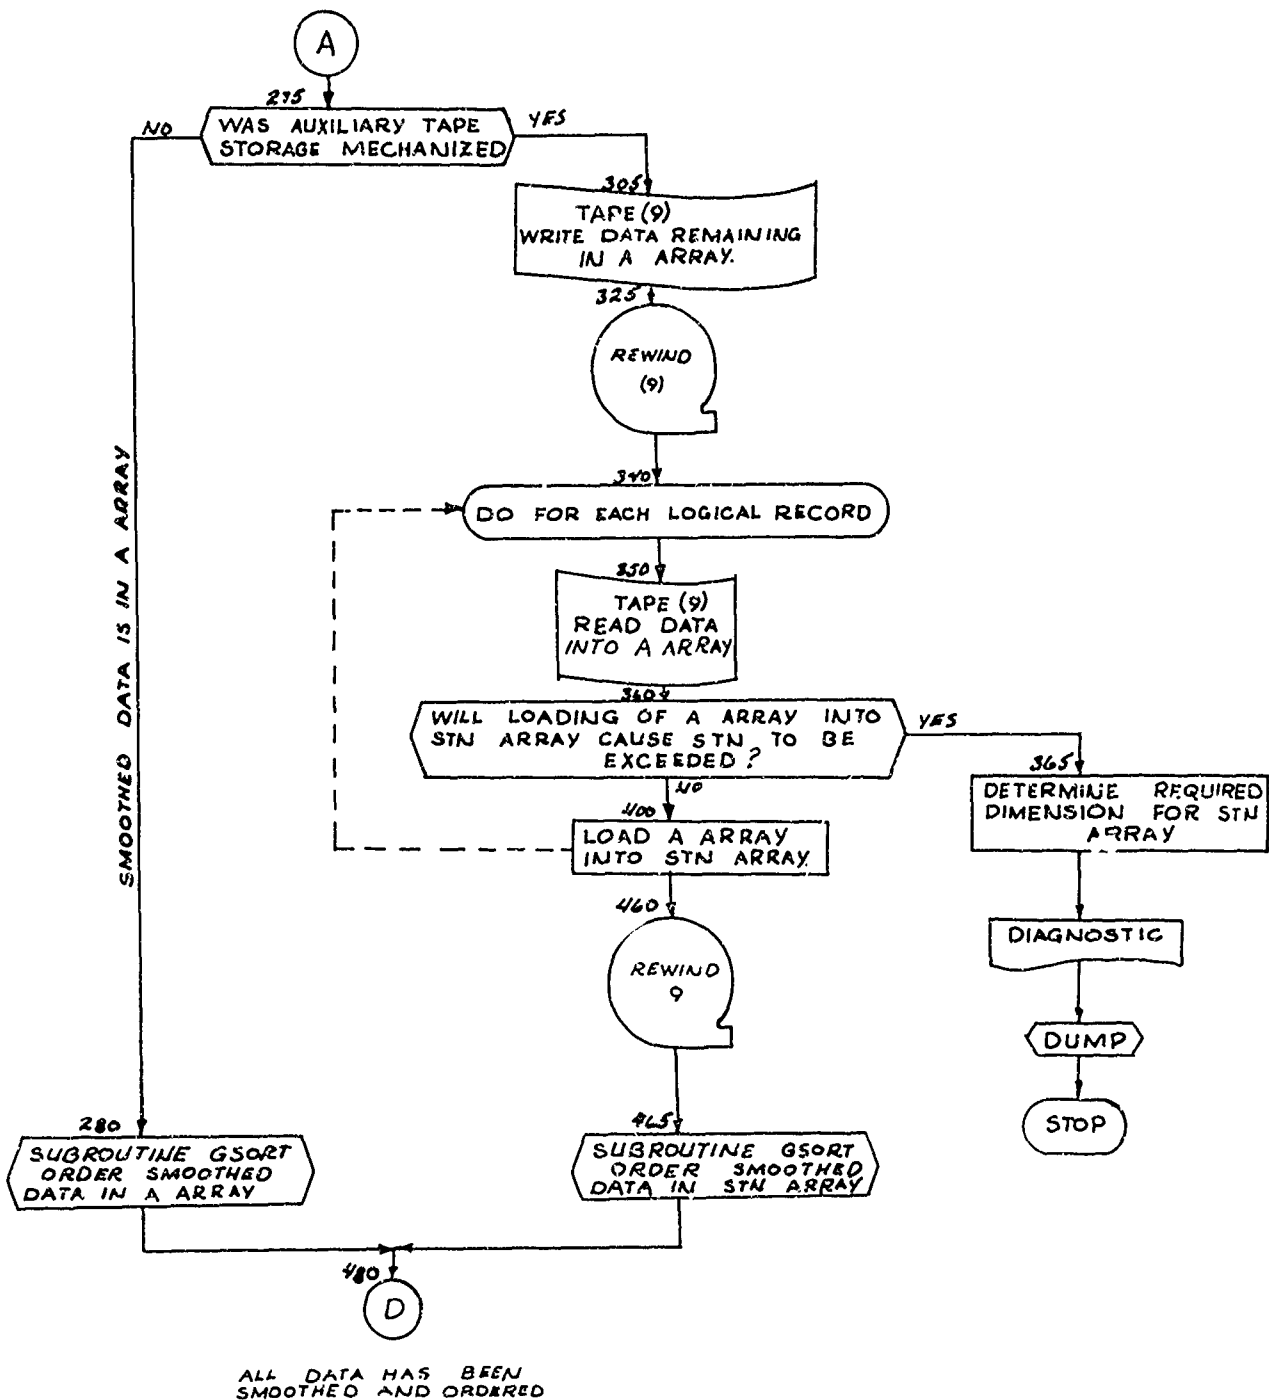 A
275
NO
WAS AUXILIARY TAPE
STORAGE MECHANIZED
YES
305
TAPE (9)
WRITE DATA REMAINING
IN A ARRAY.
325
REWIND
(9)
340
DO FOR EACH LOGICAL RECORD
350
TAPE (9)
READ DATA
INTO A ARRAY
SMOOTHED DATA IS IN A ARRAY
360
WILL LOADING OF A ARRAY INTO
STN ARRAY CAUSE STN TO BE
EXCEEDED?
YES
NO
365
DETERMINE REQUIRED
DIMENSION FOR STN
ARRAY
400
LOAD A ARRAY
INTO STN ARRAY.
460
REWIND
9
DIAGNOSTIC
DUMP
STOP
280
SUBROUTINE GSORT
ORDER SMOOTHED
DATA IN A ARRAY
465
SUBROUTINE GSORT
ORDER SMOOTHED
DATA IN STN ARRAY
480
D
ALL DATA HAS BEEN
SMOOTHED AND ORDERED